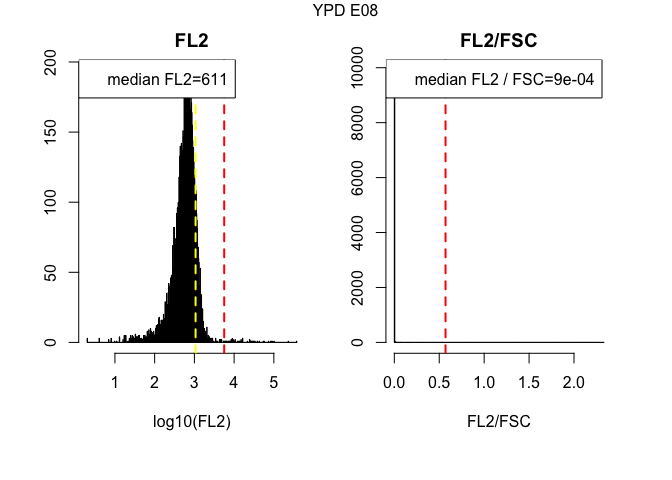 YPD E08
FL2
FL2/FSC
median FL2=611
median FL2 / FSC=9e-04
200
150
100
50
0
10000
8000
6000
4000
2000
0
1 2 3 4 5
0.0 0.5 1.0 1.5 2.0
log10(FL2)
FL2/FSC